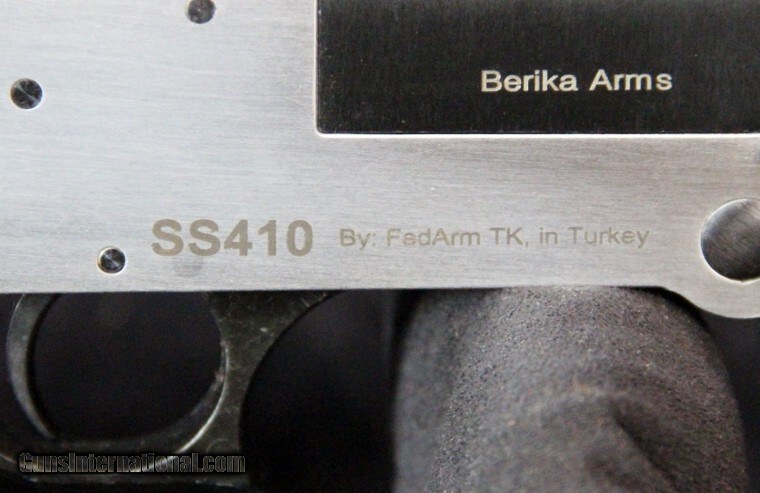 Berika Arms
SS410 By: FedArm TK, in Turkey
GunsInternational.com